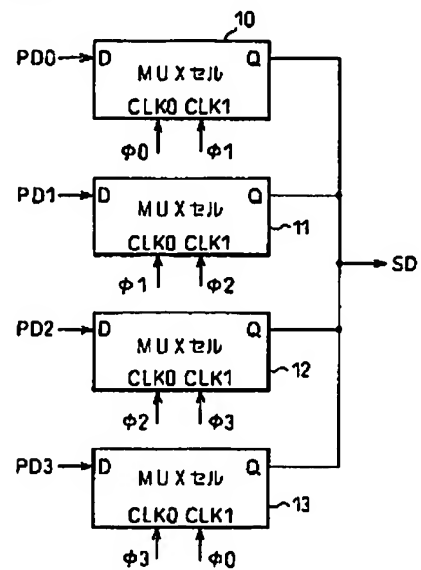 10
PD0 D MUXセル Q
CLK0 CLK1
φ0 φ1
PD1 D MUXセル Q
11
CLK0 CLK1
φ1 φ2
SD
PD2 D MUXセル Q
12
CLK0 CLK1
φ2 φ3
PD3 D MUXセル Q
13
CLK0 CLK1
φ3 φ0